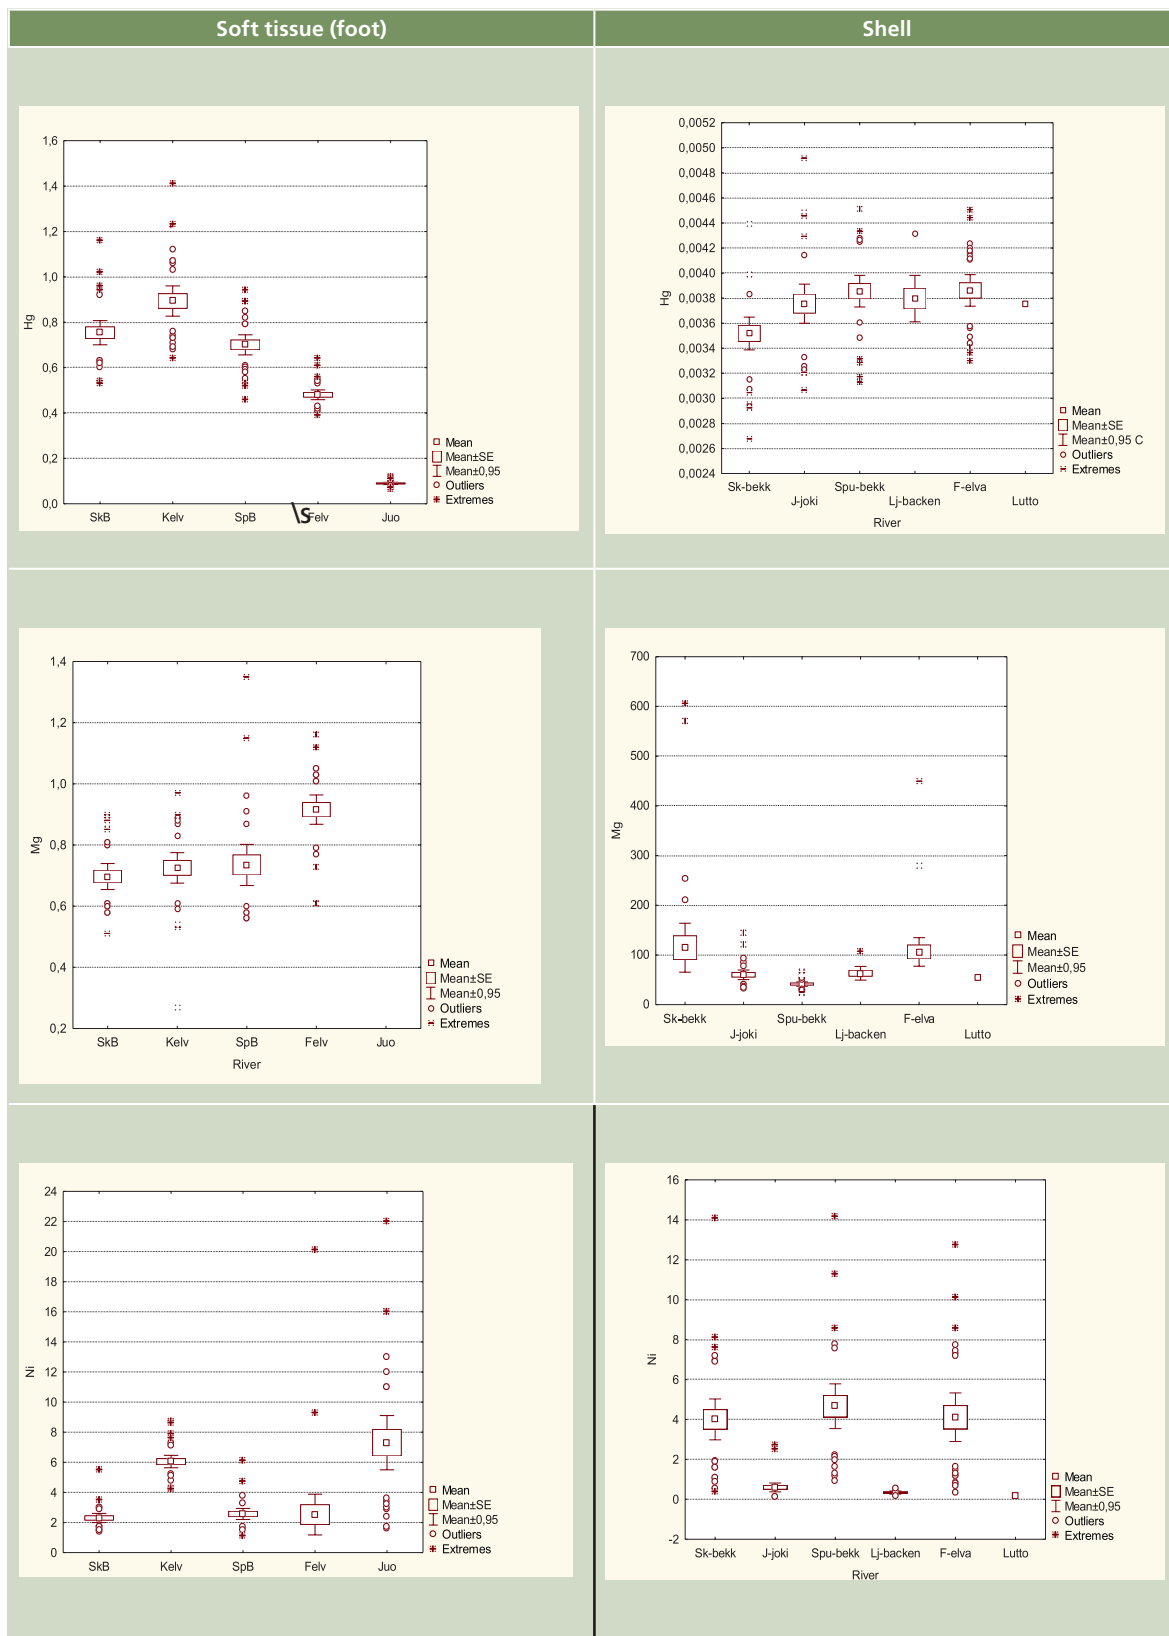 Soft tissue (foot)
Shell
1,6
1,4
1,2
1,0
0,8
0,6
0,4
0,2
0,0
Hg
SkB Kelv SpB \s Felv Juo
Mean
Mean±SE
Mean±0,95
Outliers
Extremes
0,0052
0,0050
0,0048
0,0046
0,0044
0,0042
0,0040
0,0038
0,0036
0,0034
0,0032
0,0030
0,0028
0,0026
0,0024
Hg
Sk-bekk Spu-bekk F-elva
J-joki Lj-backen Lutto
River
Mean
Mean±SE
Mean±0,95 C
Outliers
Extremes
1,4
1,2
1,0
0,8
0,6
0,4
0,2
Mg
SkB Kelv SpB Felv Juo
River
Mean
Mean±SE
Mean±0,95
Outliers
Extremes
700
600
500
400
300
200
100
0
Mg
Sk-bekk Spu-bekk F-elva
J-joki Lj-backen Lutto
Mean
Mean±SE
Mean±0,95
Outliers
Extremes
24
22
20
18
16
14
12
10
8
6
4
2
0
Ni
SkB Kelv SpB Felv Juo
Mean
Mean±SE
Mean±0,95
Outliers
Extremes
16
14
12
10
8
6
4
2
0
-2
Ni
Sk-bekk J-joki Spu-bekk Lj-backen F-elva Lutto
River
Mean
Mean±SE
Mean±0,95
Outliers
Extremes